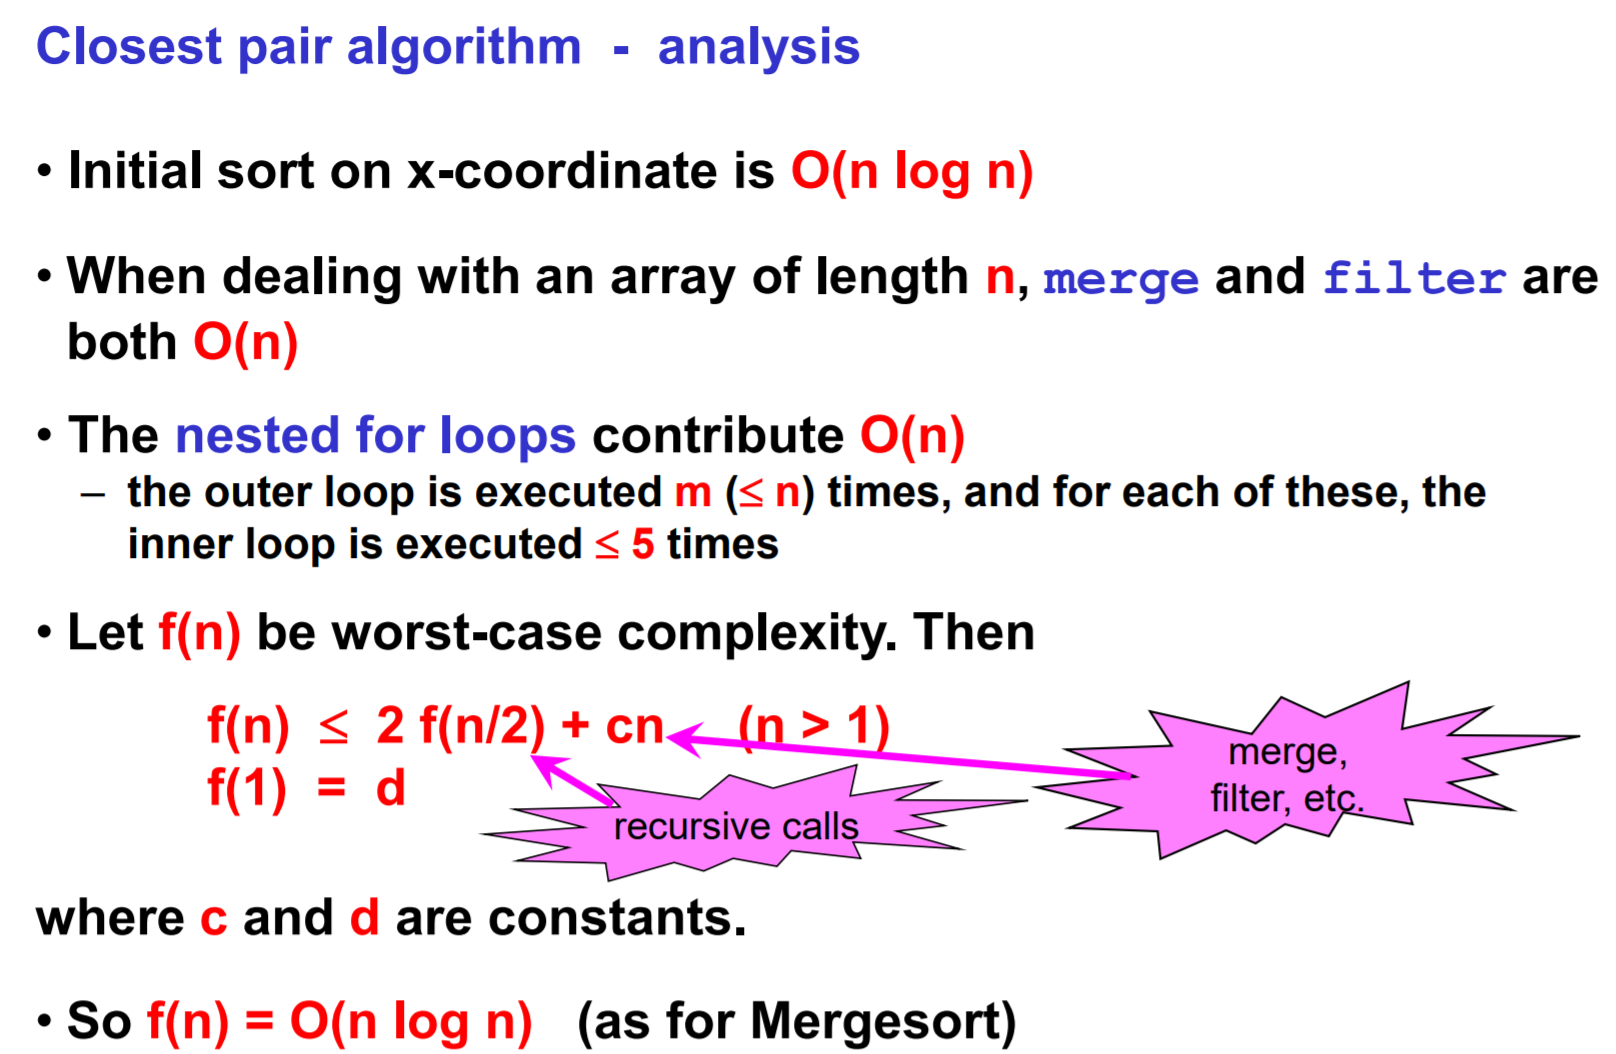 Closest pair algorithm - analysis
• Initial sort on x-coordinate is O(n log n)
• When dealing with an array of length n, merge and filter are
both O(n)
• The nested for loops contribute O(n)
– the outer loop is executed m (≤ n) times, and for each of these, the
inner loop is executed ≤ 5 times
• Let f(n) be worst-case complexity. Then
f(n) ≤ 2 f(n/2) + cn (n > 1)
f(1) = d
merge,
filter, etc.
recursive calls
where c and d are constants.
• So f(n) = O(n log n) (as for Mergesort)